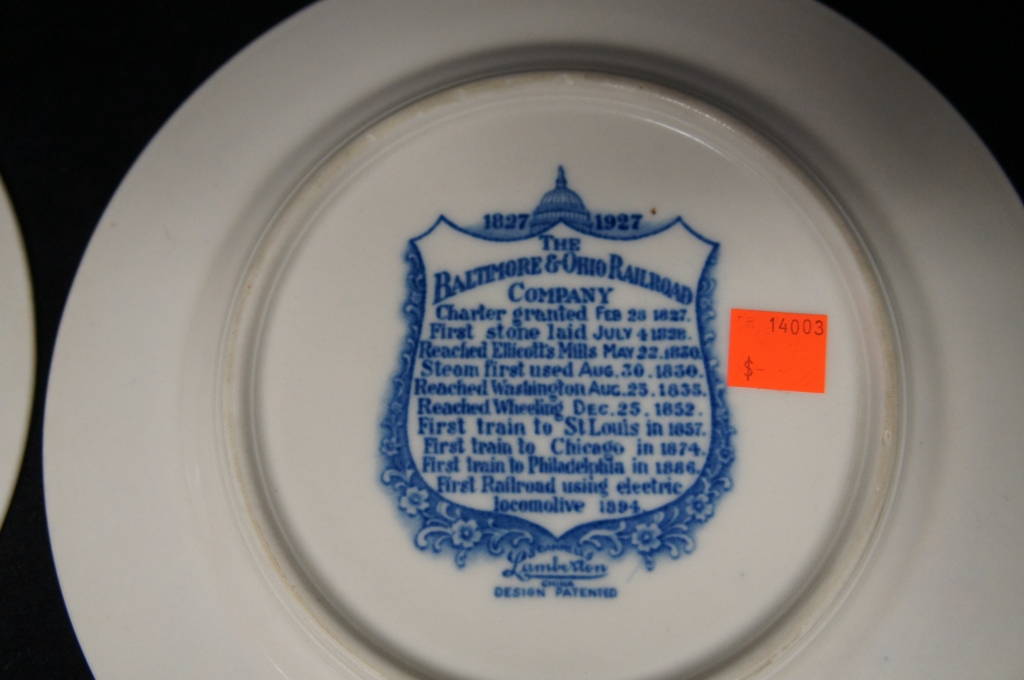 1827 1927
THE
BALTIMORE & OHIO RAILROAD
COMPANY
Charter granted FEB 28 1827.
First stone laid JULY 4 1828.
Reached Ellicott's Mills MAY 22. 1830.
Steam first used AUG. 30. 1830.
Reached Washington AUG. 25. 1835.
Reached Wheeling DEC. 25. 1852.
First train to St Louis in 1857.
First train to Chicago in 1874.
First train to Philadelphia in 1886.
First Railroad using electric
locomotive 1894.
Lamberton
CHINA
DESIGN PATENTED
14003
$-